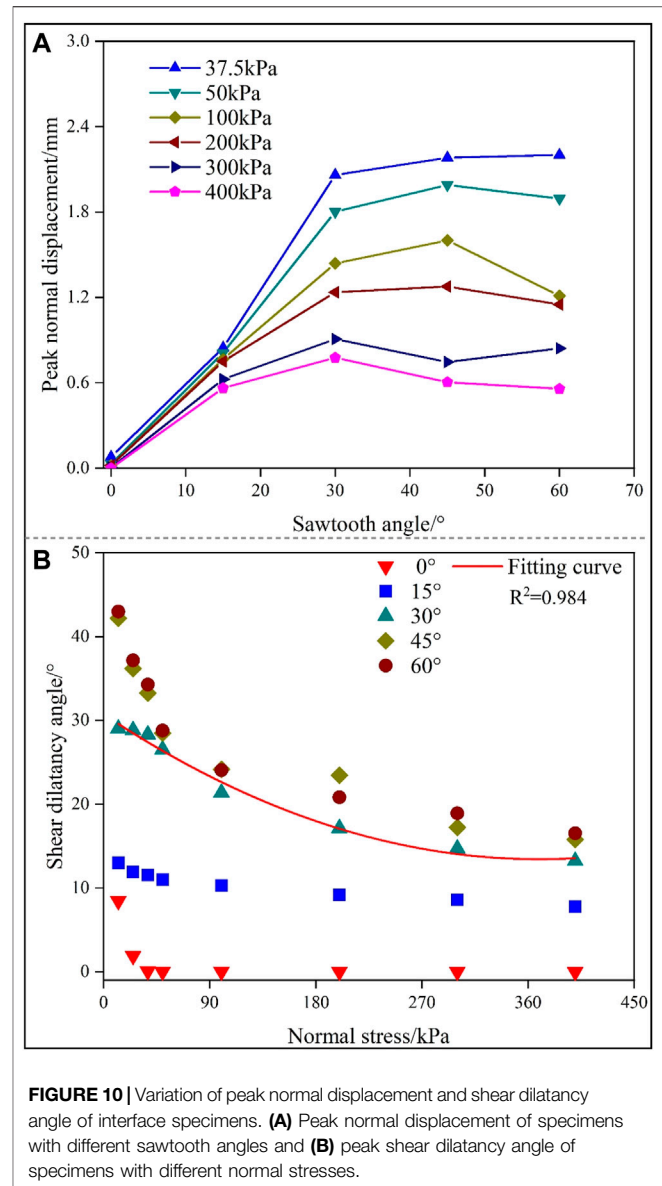 A
3.0
2.4
1.8
1.2
0.6
0.0
Peak normal displacement/mm
37.5kPa
50kPa
100kPa
200kPa
300kPa
400kPa
0 10 20 30 40 50 60 70
Sawtooth angle/°
B
50
40
30
20
10
0
Shear dilatancy angle/°
0°
15°
30°
45°
60°
Fitting curve
R²=0.984
0 90 180 270 360 450
Normal stress/kPa
FIGURE 10 | Variation of peak normal displacement and shear dilatancy
angle of interface specimens. (A) Peak normal displacement of specimens
with different sawtooth angles and (B) peak shear dilatancy angle of
specimens with different normal stresses.